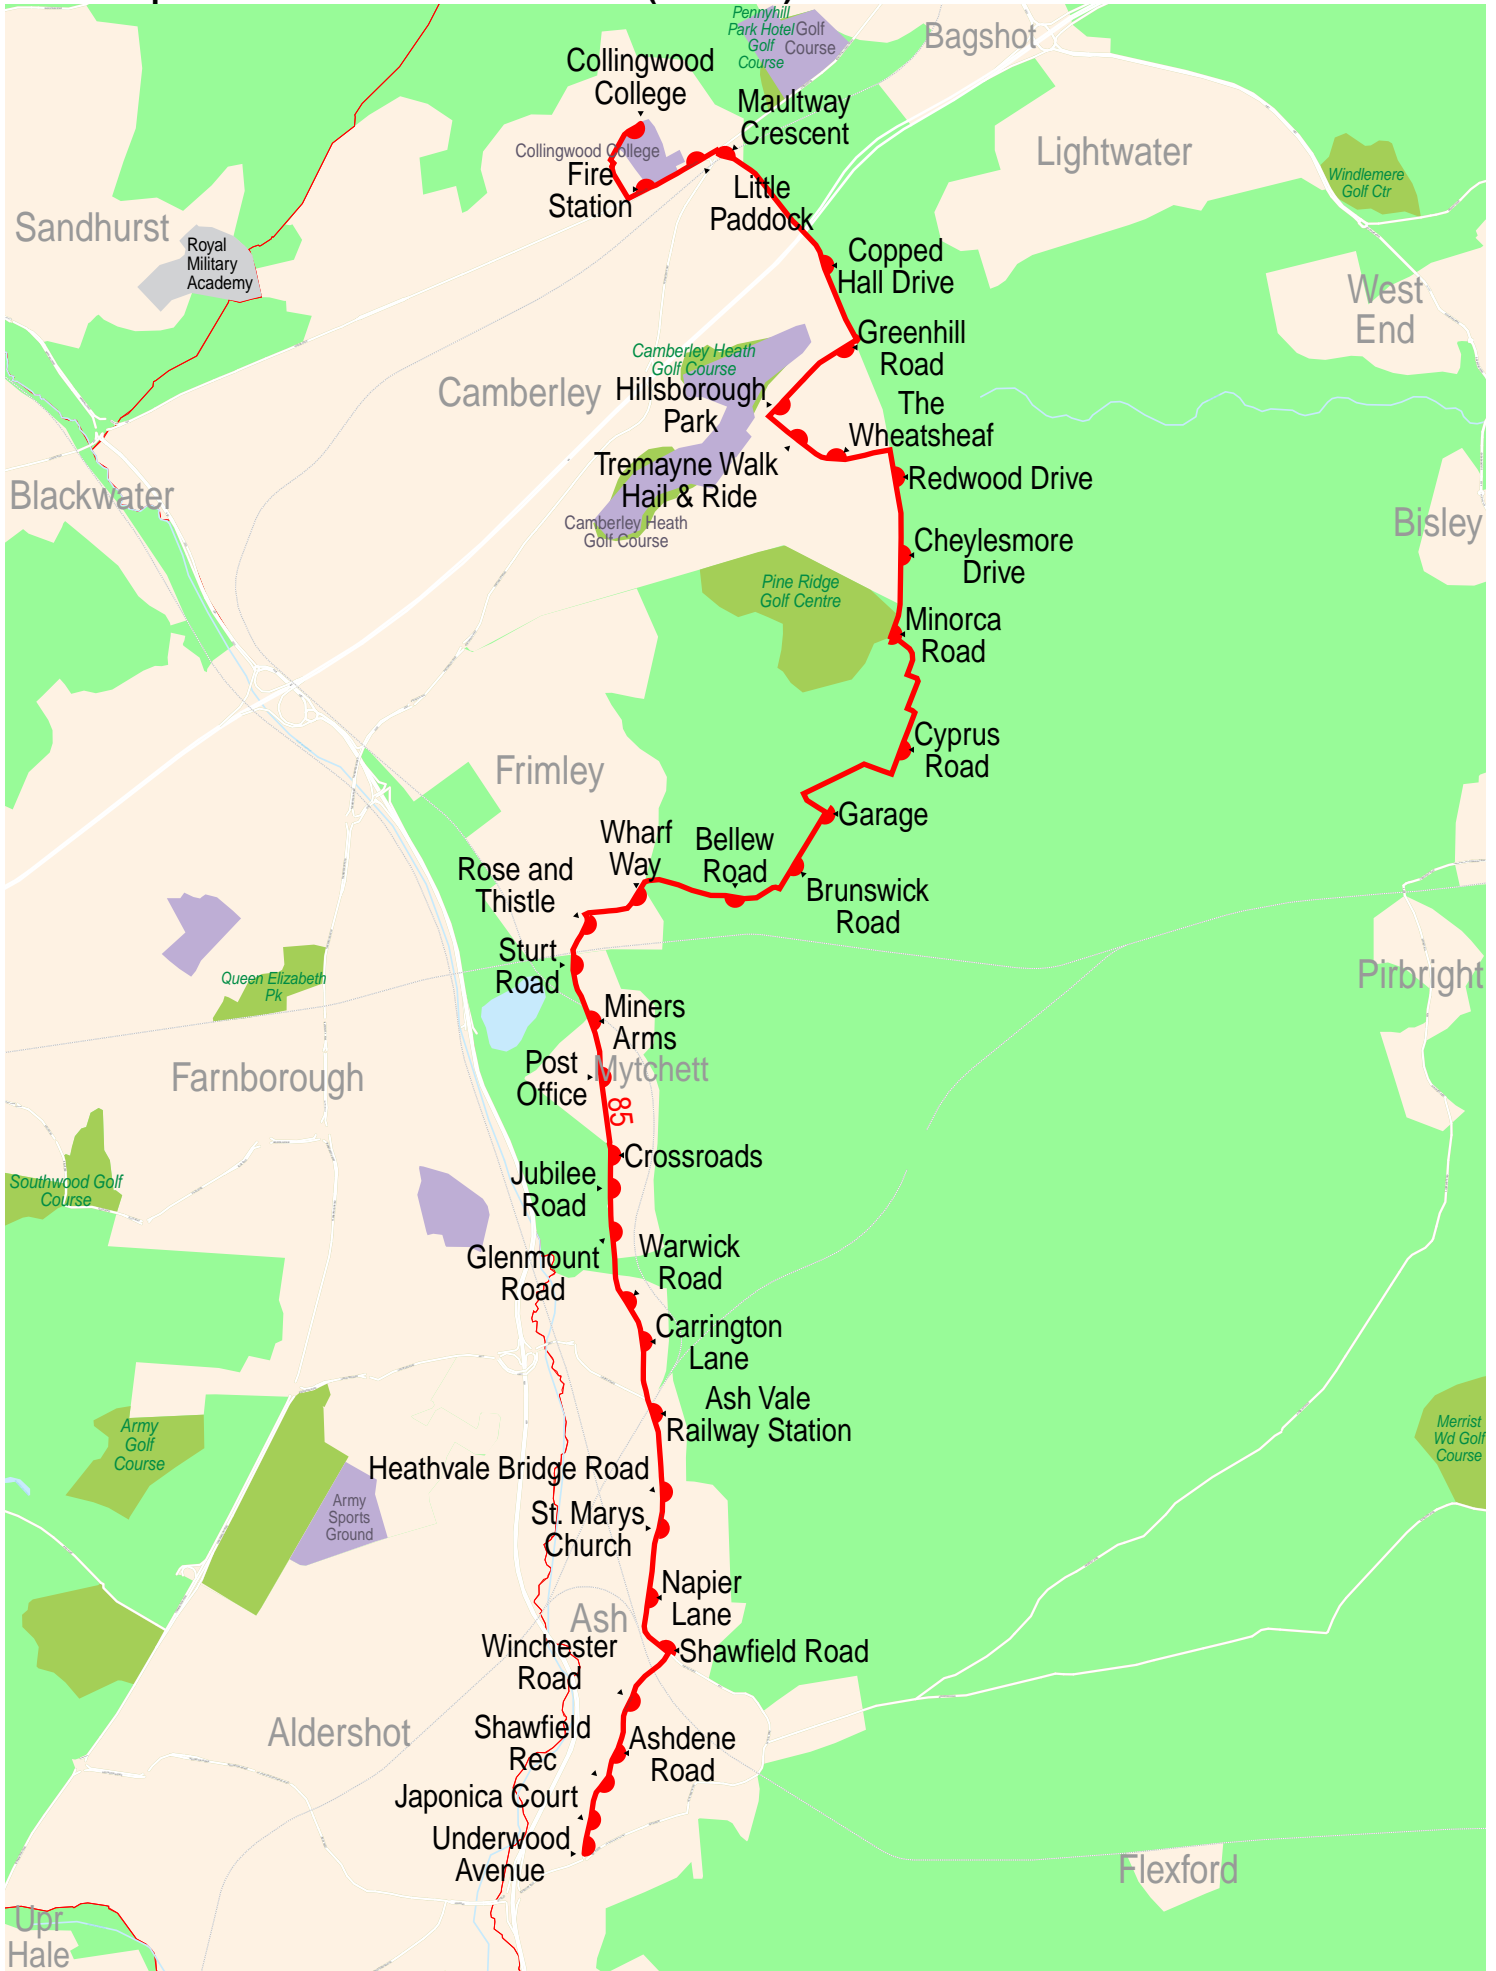 Pennyhill
Park Hotel
Golf
Course
Golf
Course
Bagshot
Collingwood
College
Maultway
Crescent
Collingwood College
Lightwater
Fire
Station
Little
Paddock
Windlemere
Golf Ctr
Sandhurst
Royal
Military
Academy
Copped
Hall Drive
West
End
Greenhill
Road
Camberley Heath
Golf Course
Camberley
Hillsborough
Park
The
Wheatsheaf
Tremayne Walk
Hail & Ride
Redwood Drive
Blackwater
Camberley Heath
Golf Course
Bisley
Cheylesmore
Drive
Pine Ridge
Golf Centre
Minorca
Road
Cyprus
Road
Frimley
Garage
Wharf
Way
Bellew
Road
Rose and
Thistle
Brunswick
Road
Sturt
Road
Queen Elizabeth
Pk
Pirbright
Miners
Arms
Mytchett
Post
Office
Farnborough
85
Crossroads
Jubilee
Road
Southwood Golf
Course
Glenmount
Road
Warwick
Road
Carrington
Lane
Ash Vale
Railway Station
Army
Golf
Course
Merrist
Wd Golf
Course
Heathvale Bridge Road
Army
Sports
Ground
St. Marys
Church
Napier
Lane
Ash
Winchester
Road
Shawfield Road
Aldershot
Shawfield
Rec
Ashdene
Road
Japonica Court
Underwood
Avenue
Flexford
Upr
Hale